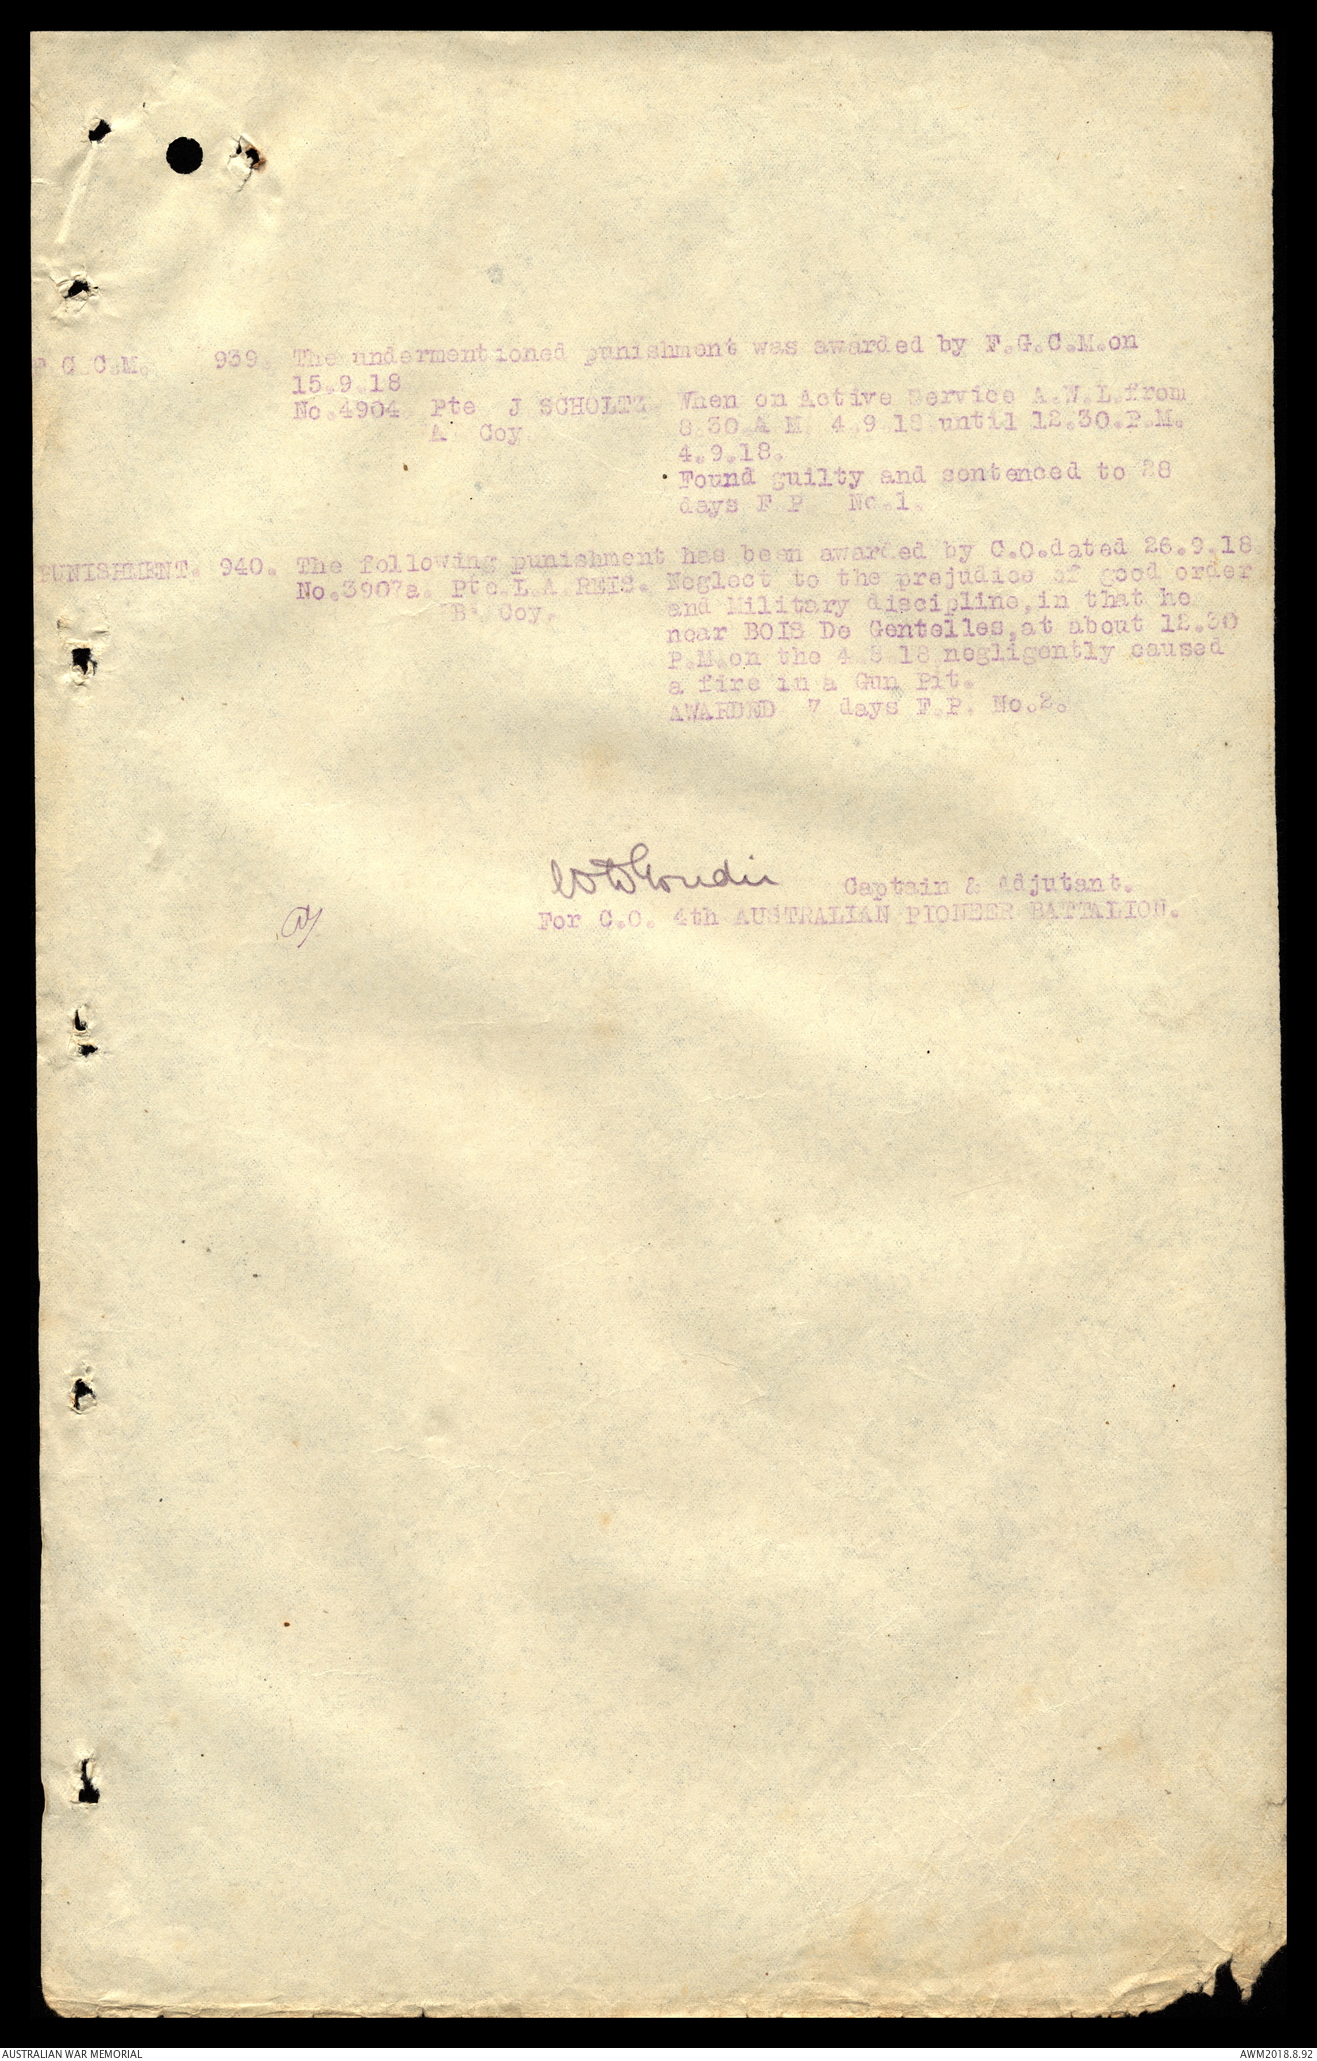 F.G.C.M. 939. The undermentioned punishment was awarded by F.G.C.M.on
15.9.18
No.4904 Pte J SCHOLTZ When on Active Service A.W.L.from
A Coy 8.30 A M 4.9.18 until 12.30.P.M.
4.9.18.
Found guilty and sentenced to 28
days F P No.1.
PUNISHMENT. 940. The following punishment has been awarded by C.O.dated 26.9.18
No.3907a. Pte L.A.REIS. Neglect to the prejudice of good order
B. Coy. and Military discipline,in that he
near BOIS De Gentelles,at about 12.30
P.M.on the 4 8 18 negligently caused
a fire in a Gun Pit.
AWARDED 7 days F.P. No.2.
Captain & Adjutant.
For C.O. 4th AUSTRALIAN PIONEER BATTALION.
AUSTRALIAN WAR MEMORIAL
AWM2018.8.92